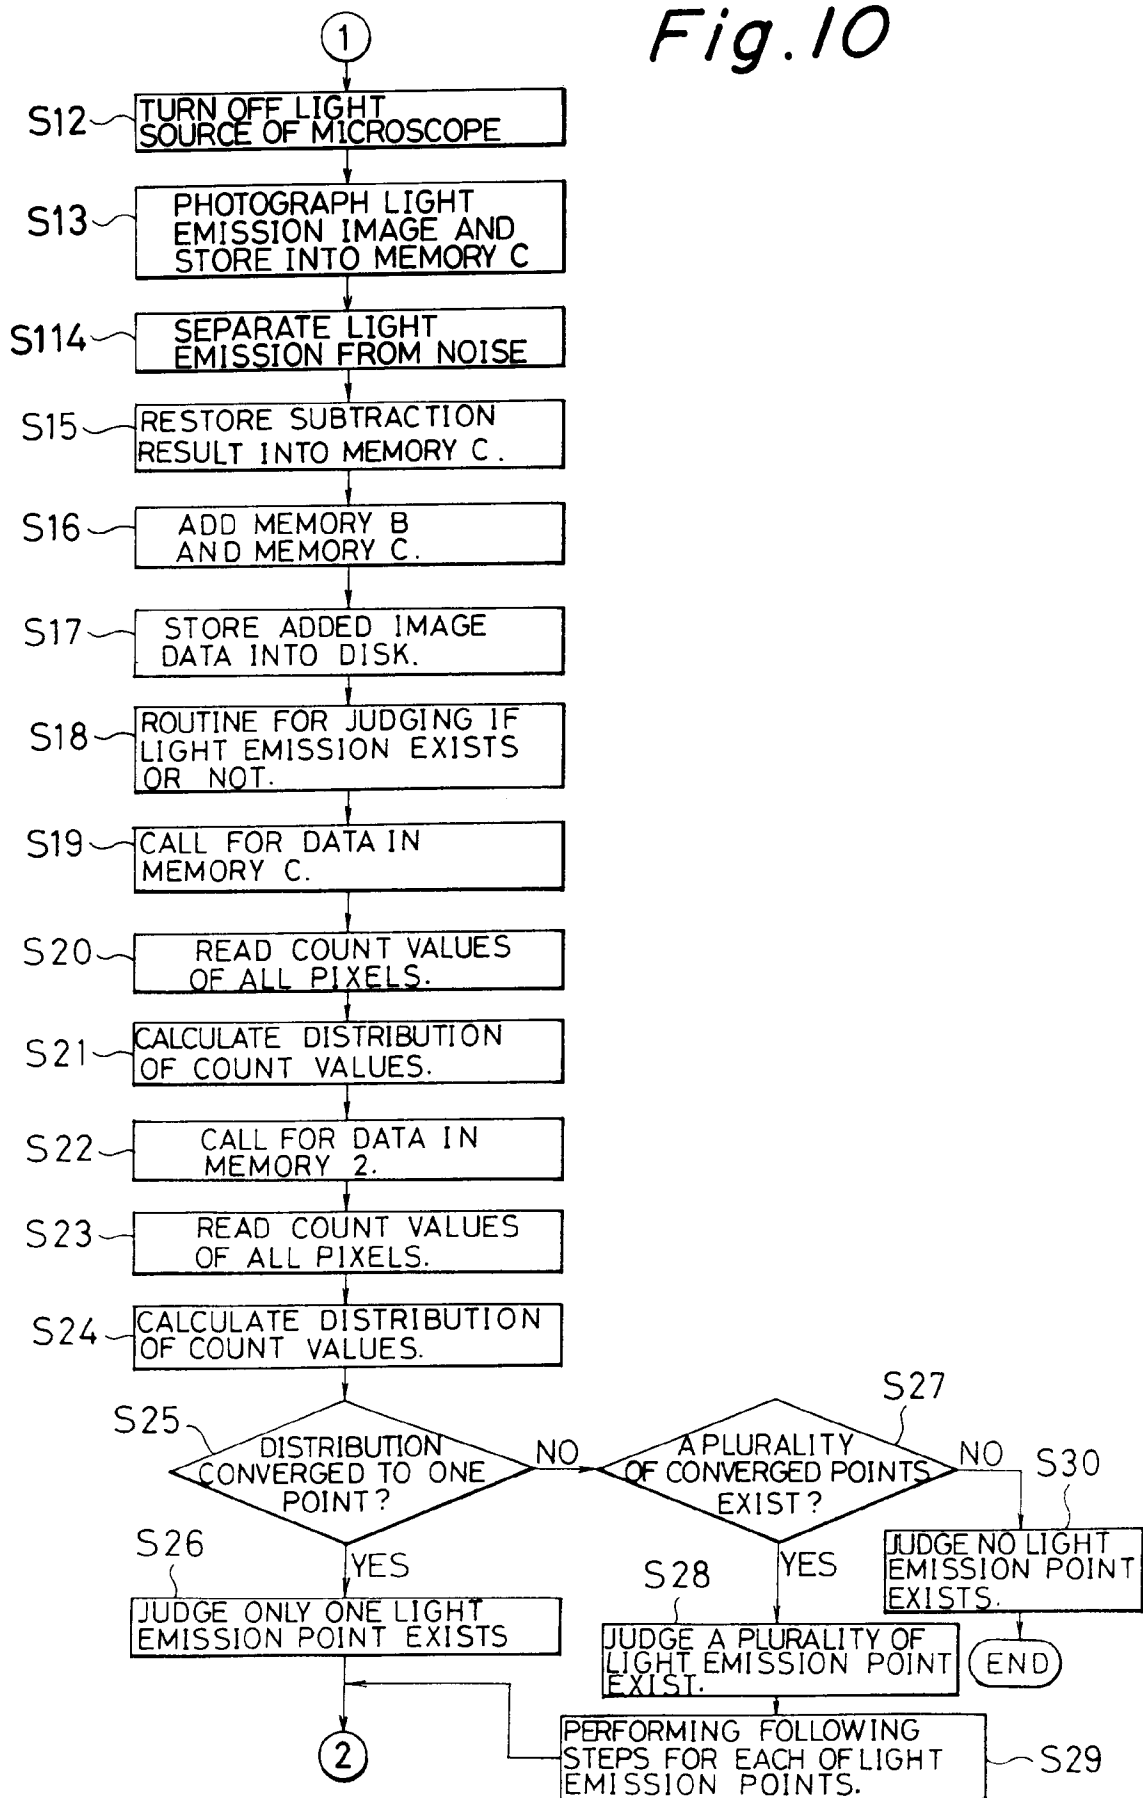 Fig.10
1
S12
TURN OFF LIGHT
SOURCE OF MICROSCOPE
S13
PHOTOGRAPH LIGHT
EMISSION IMAGE AND
STORE INTO MEMORY C
S114
SEPARATE LIGHT
EMISSION FROM NOISE
S15
RESTORE SUBTRACTION
RESULT INTO MEMORY C.
S16
ADD MEMORY B
AND MEMORY C.
S17
STORE ADDED IMAGE
DATA INTO DISK.
S18
ROUTINE FOR JUDGING IF
LIGHT EMISSION EXISTS
OR NOT.
S19
CALL FOR DATA IN
MEMORY C.
S20
READ COUNT VALUES
OF ALL PIXELS.
S21
CALCULATE DISTRIBUTION
OF COUNT VALUES.
S22
CALL FOR DATA IN
MEMORY 2.
S23
READ COUNT VALUES
OF ALL PIXELS.
S24
CALCULATE DISTRIBUTION
OF COUNT VALUES.
S25
DISTRIBUTION
CONVERGED TO ONE
POINT?
NO
S27
A PLURALITY
OF CONVERGED POINTS
EXIST?
NO
S30
JUDGE NO LIGHT
EMISSION POINT
EXISTS.
END
YES
S26
JUDGE ONLY ONE LIGHT
EMISSION POINT EXISTS
YES
S28
JUDGE A PLURALITY OF
LIGHT EMISSION POINT
EXIST.
S29
PERFORMING FOLLOWING
STEPS FOR EACH OF LIGHT
EMISSION POINTS.
2